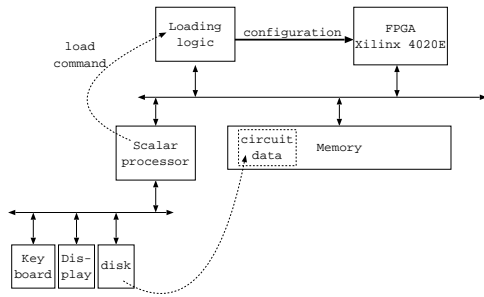 Loading
logic
configuration
FPGA
Xilinx 4020E
load
command
Scalar
processor
circuit
data
Memory
Key
board
Dis-
play
disk